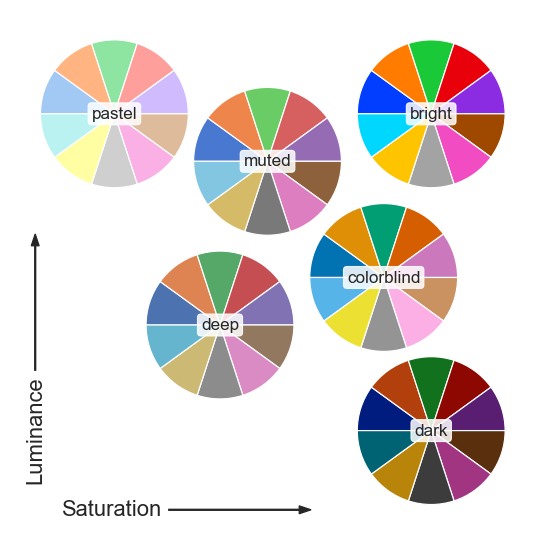 pastel
bright
muted
colorblind
deep
dark
Luminance
Saturation